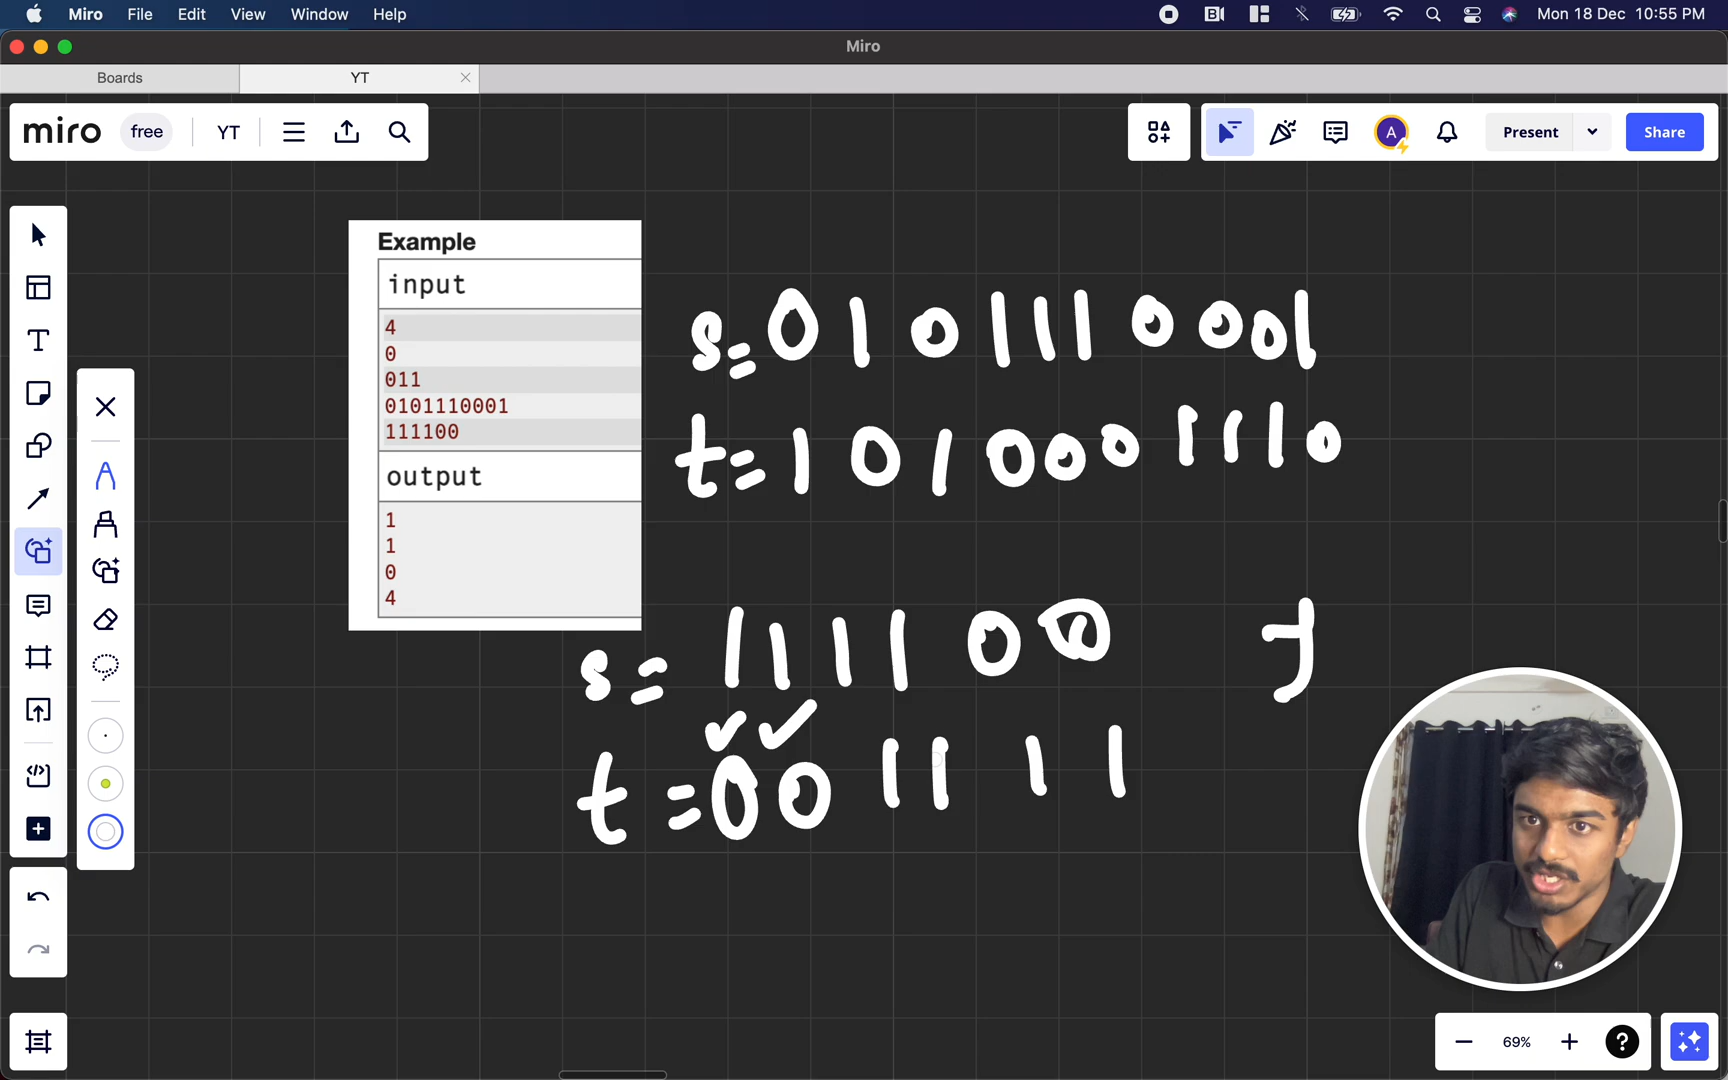 Miro File Edit View Window Help Mon 18 Dec 10:55 PM
Miro
Boards YT
miro free YT Present Share
A
Example
input
4
0
011
0101110001
111100
output
1
1
0
4
s=0101110001
t=1010001110
s=111100
t=001111
69%